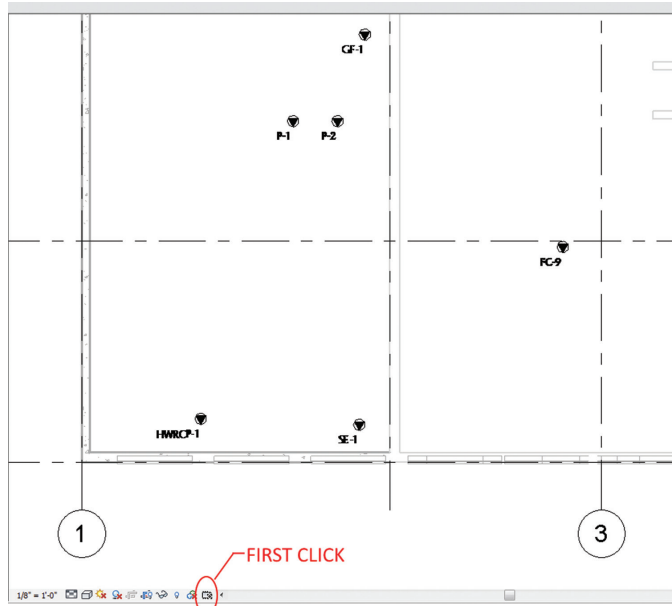 GF-1
P-1 P-2
FC-9
HWRCP-1
SE-1
1 3
FIRST CLICK
1/8" = 1'-0"